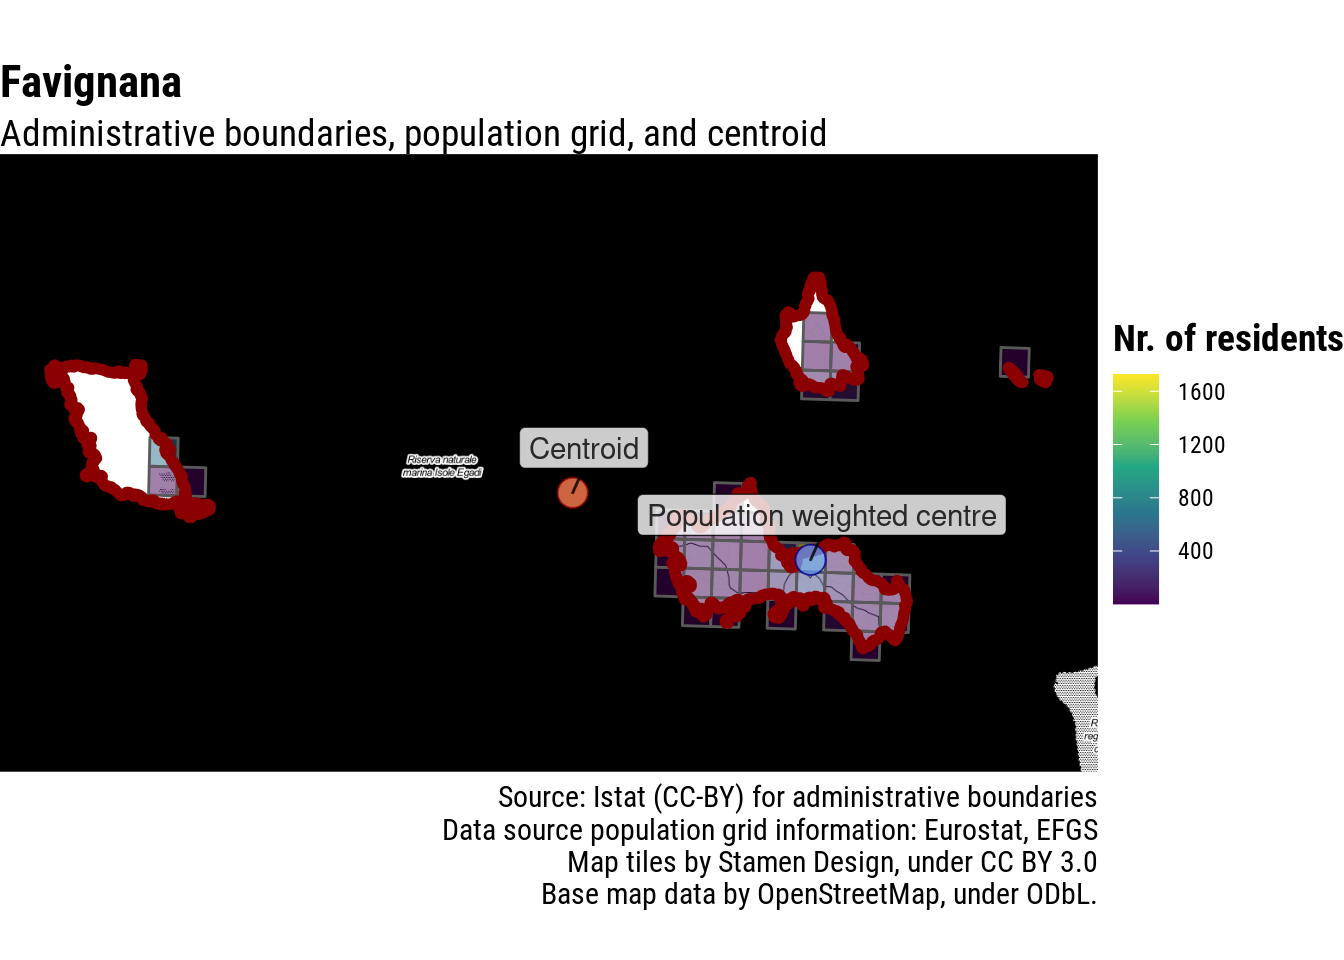 Favignana
Administrative boundaries, population grid, and centroid
Riserva naturale
marina Isole Egadi
Centroid
Population weighted centre
Nr. of residents
1600
1200
800
400
R
reg
Source: Istat (CC-BY) for administrative boundaries
Data source population grid information: Eurostat, EFGS
Map tiles by Stamen Design, under CC BY 3.0
Base map data by OpenStreetMap, under ODbL.